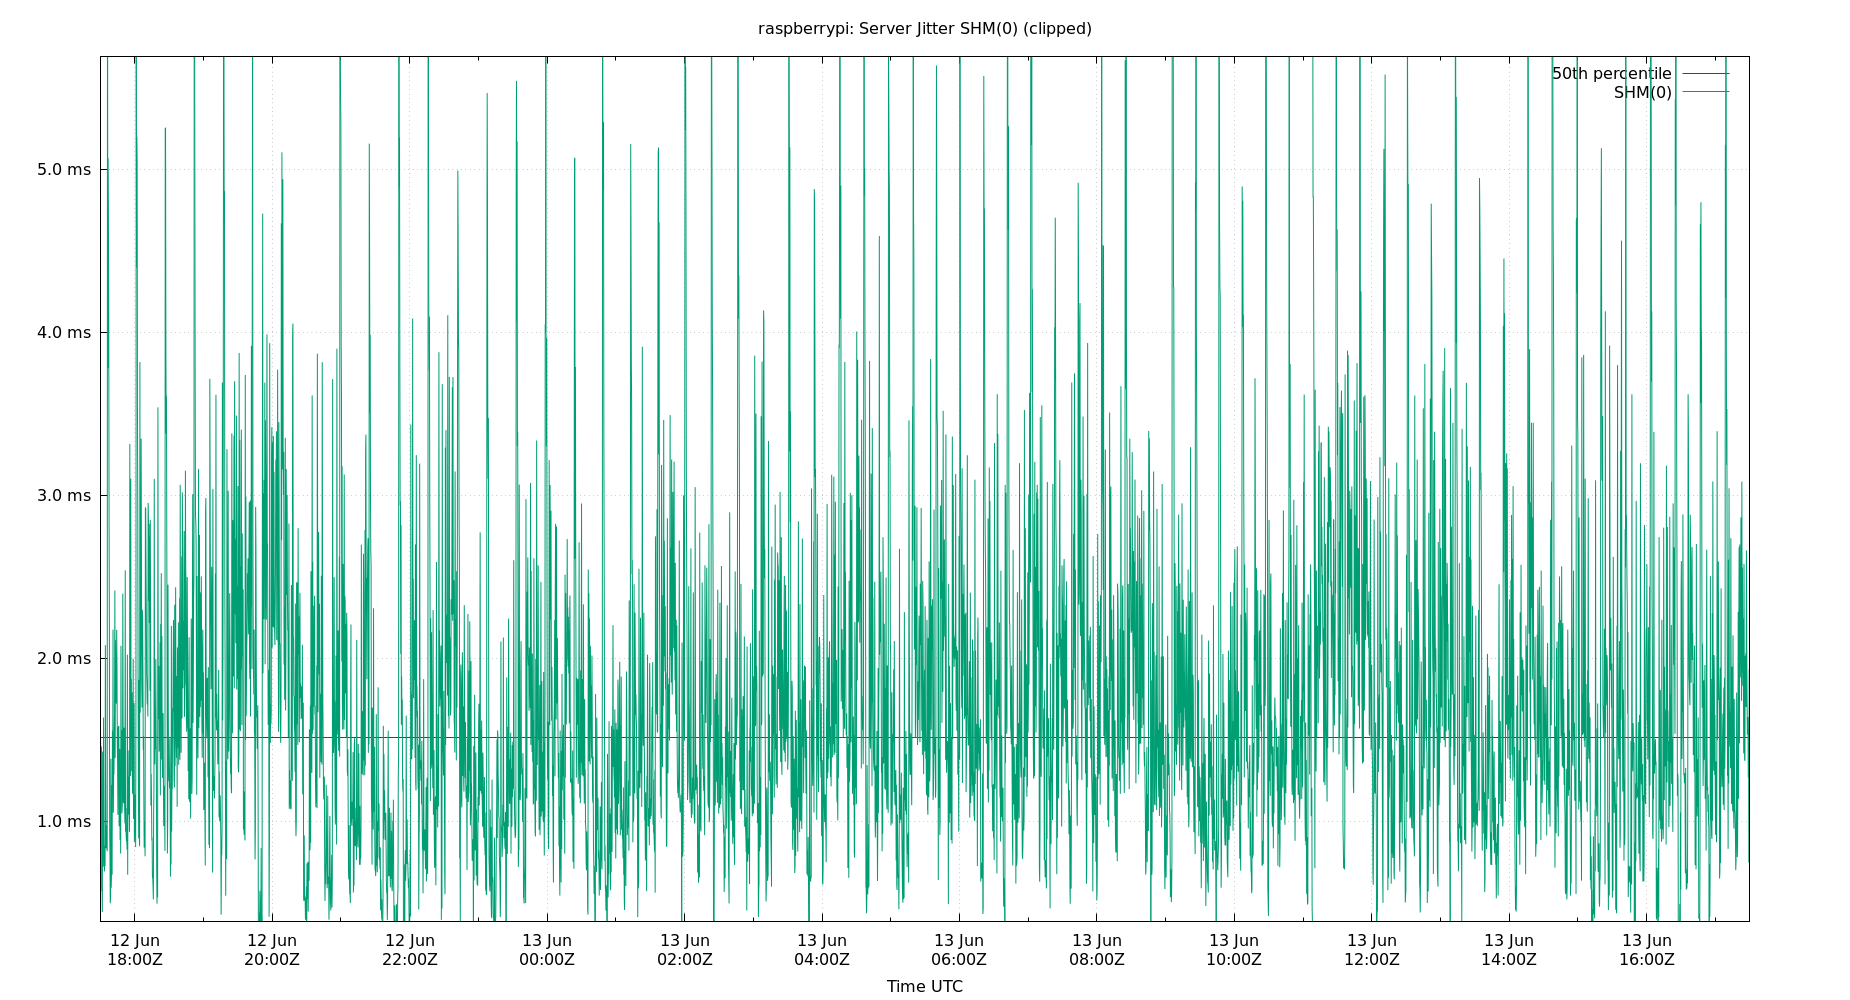 raspberrypi: Server Jitter SHM(0) (clipped)
50th percentile
SHM(0)
5.0 ms
4.0 ms
3.0 ms
2.0 ms
1.0 ms
12 Jun 12 Jun 12 Jun 13 Jun 13 Jun 13 Jun 13 Jun 13 Jun 13 Jun 13 Jun 13 Jun 13 Jun
18:00Z 20:00Z 22:00Z 00:00Z 02:00Z 04:00Z 06:00Z 08:00Z 10:00Z 12:00Z 14:00Z 16:00Z
Time UTC